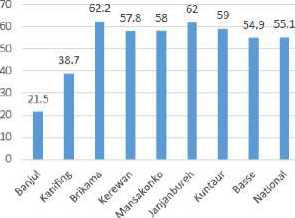 70
60
50
40
30
20
10
0
21.5
38.7
62.2
57.8
58
62
59
54.9
55.1
Banjul
Kanifing
Brikama
Kerewan
Mansakonko
Janjanbureh
Kuntaur
Basse
National